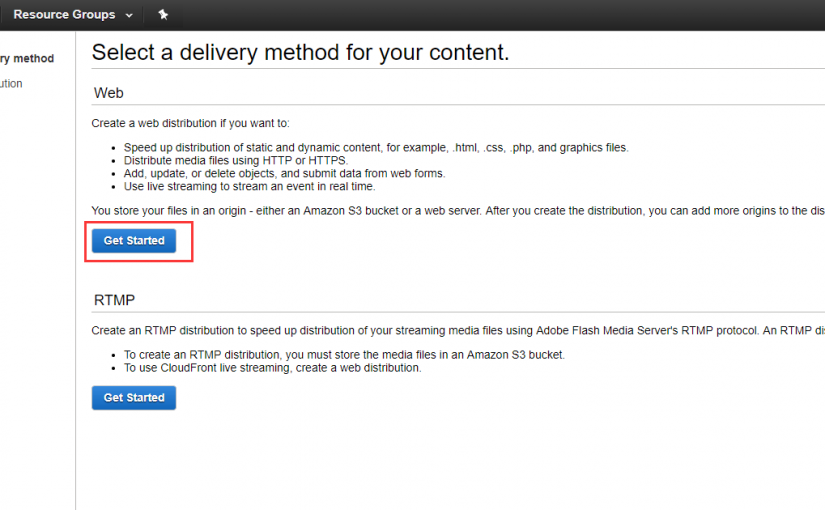 Resource Groups
ry method
ution
Select a delivery method for your content.
Web
Create a web distribution if you want to:
• Speed up distribution of static and dynamic content, for example, .html, .css, .php, and graphics files.
• Distribute media files using HTTP or HTTPS.
• Add, update, or delete objects, and submit data from web forms.
• Use live streaming to stream an event in real time.
You store your files in an origin - either an Amazon S3 bucket or a web server. After you create the distribution, you can add more origins to the dis
Get Started
RTMP
Create an RTMP distribution to speed up distribution of your streaming media files using Adobe Flash Media Server's RTMP protocol. An RTMP di
• To create an RTMP distribution, you must store the media files in an Amazon S3 bucket.
• To use CloudFront live streaming, create a web distribution.
Get Started